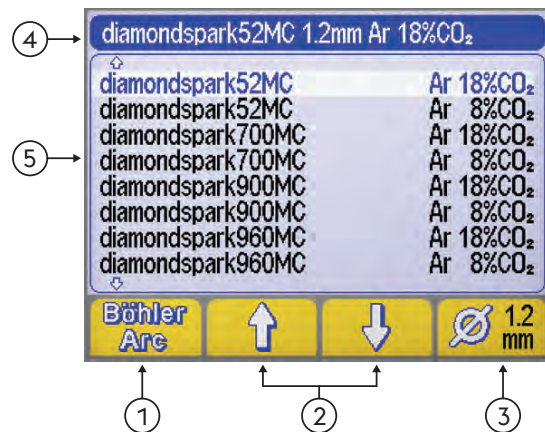 4
diamondspark52MC 1.2mm Ar 18%CO₂
5
diamondspark52MC Ar 18%CO₂
diamondspark52MC Ar 8%CO₂
diamondspark700MC Ar 18%CO₂
diamondspark700MC Ar 8%CO₂
diamondspark900MC Ar 18%CO₂
diamondspark900MC Ar 8%CO₂
diamondspark960MC Ar 18%CO₂
diamondspark960MC Ar 8%CO₂
Böhler
Arc
Ø 1.2
mm
1
2
3